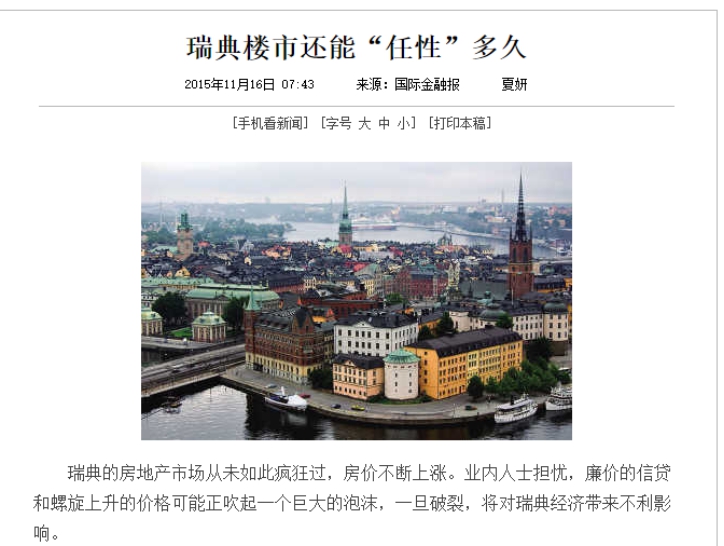 瑞典楼市还能“任性”多久
2015年11月16日 07:43 来源：国际金融报 夏妍
[手机看新闻] [字号 大 中 小] [打印本稿]
瑞典的房地产市场从未如此疯狂过，房价不断上涨。业内人士担忧，廉价的信贷
和螺旋上升的价格可能正吹起一个巨大的泡沫，一旦破裂，将对瑞典经济带来不利影
响。